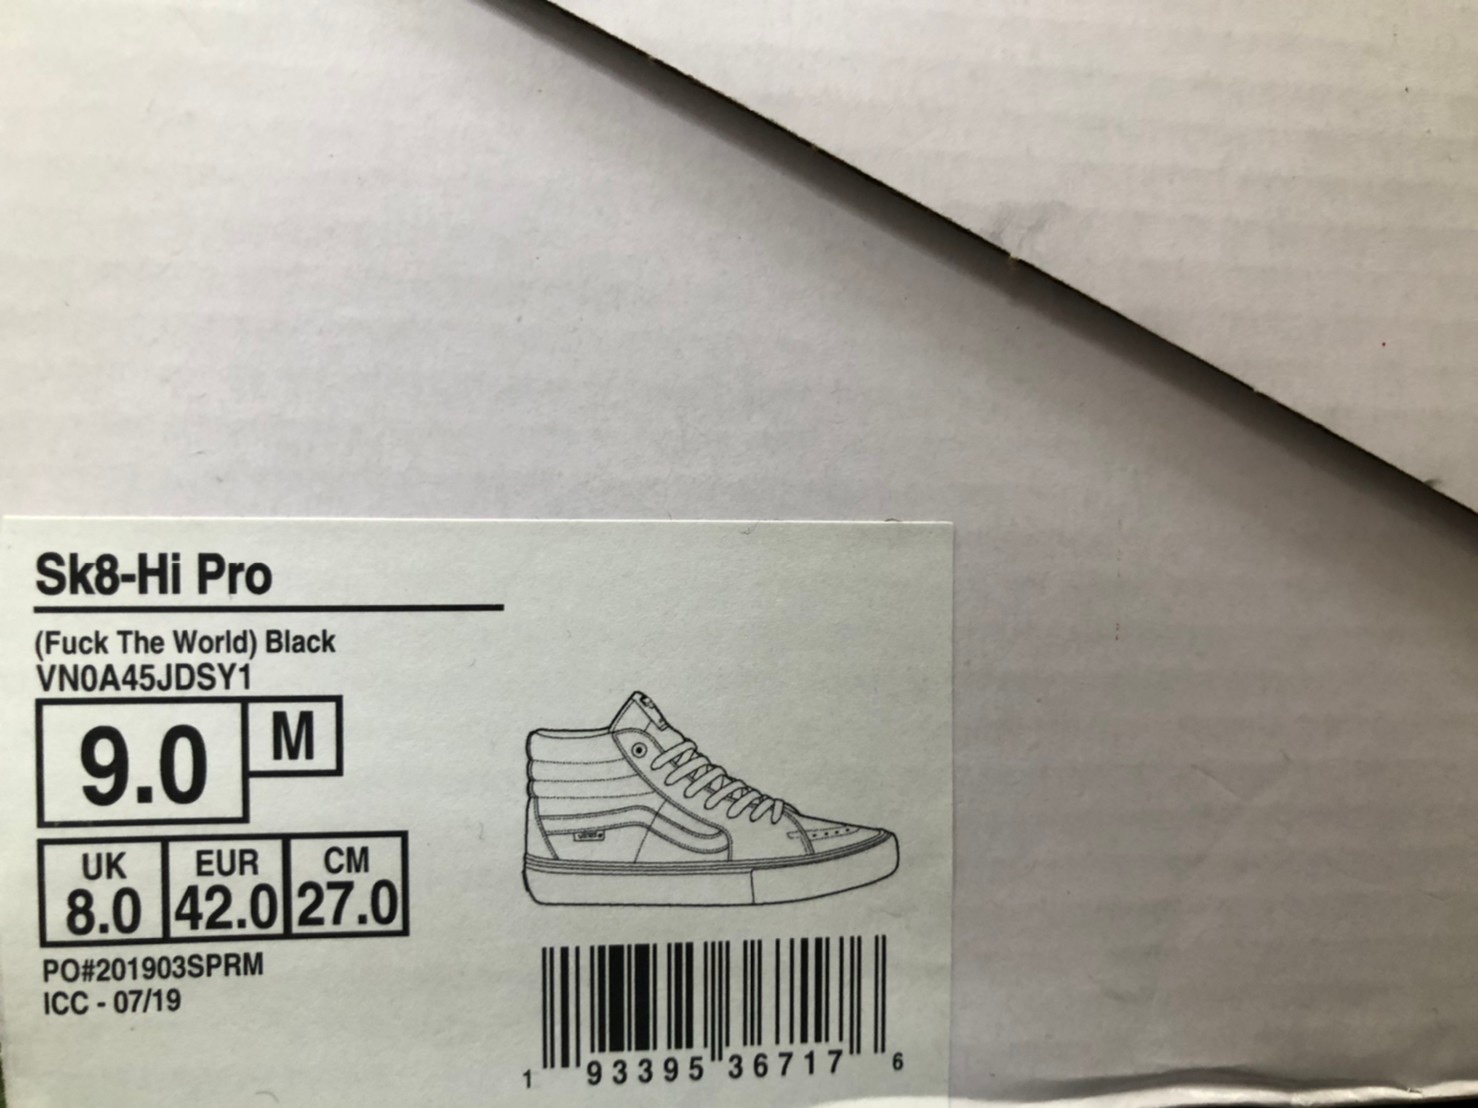 Sk8-Hi Pro
(Fuck The World) Black
VN0A45JDSY1
9.0 M
UK EUR CM
8.0 42.0 27.0
PO#201903SPRM
ICC - 07/19
1 93395 36717 6